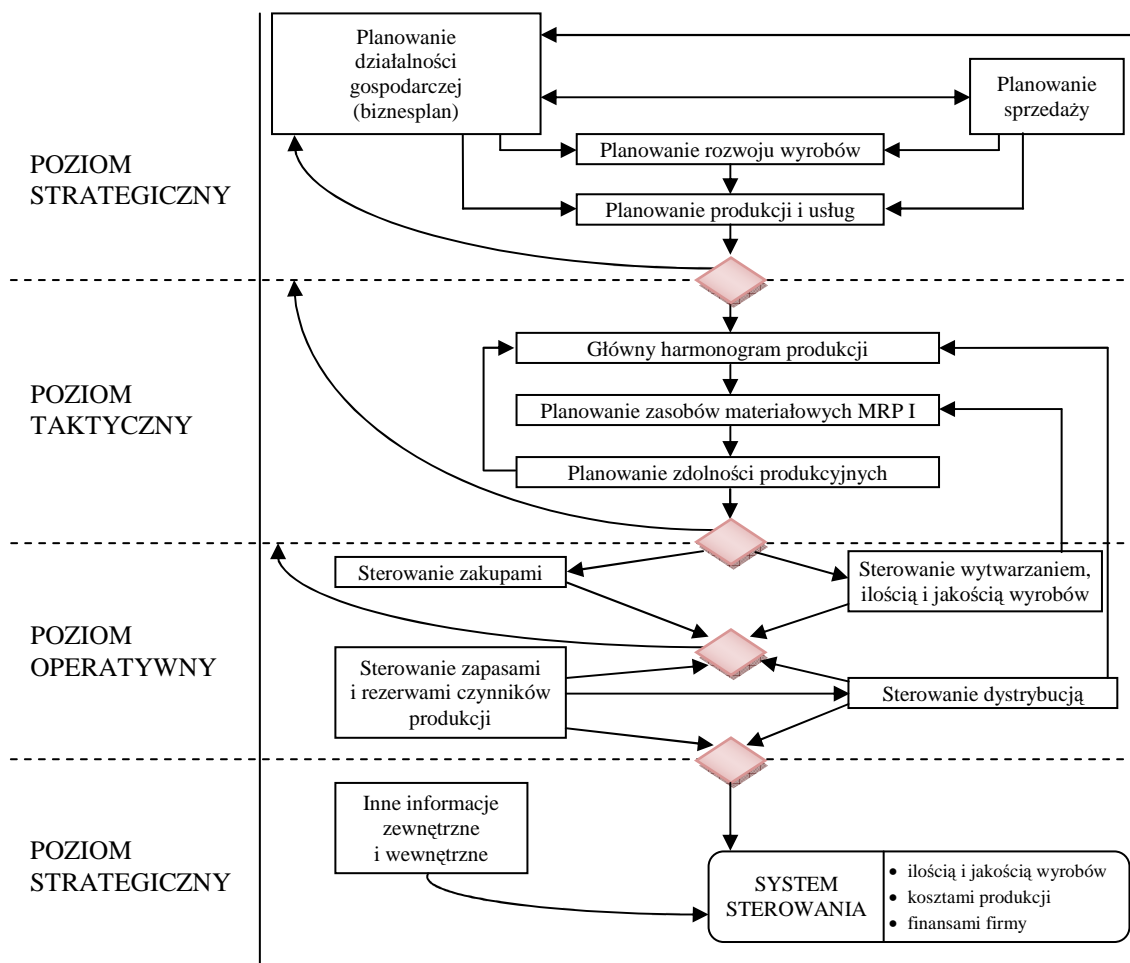 Planowanie
działalności
gospodarczej
(biznesplan)
Planowanie
sprzedaży
POZIOM
STRATEGICZNY
Planowanie rozwoju wyrobów
Planowanie produkcji i usług
POZIOM
TAKTYCZNY
Główny harmonogram produkcji
Planowanie zasobów materiałowych MRP I
Planowanie zdolności produkcyjnych
POZIOM
OPERATYWNY
Sterowanie zakupami
Sterowanie wytwarzaniem,
ilością i jakością wyrobów
Sterowanie zapasami
i rezerwami czynników
produkcji
Sterowanie dystrybucją
POZIOM
STRATEGICZNY
Inne informacje
zewnętrzne
i wewnętrzne
SYSTEM
STEROWANIA
• ilością i jakością wyrobów
• kosztami produkcji
• finansami firmy